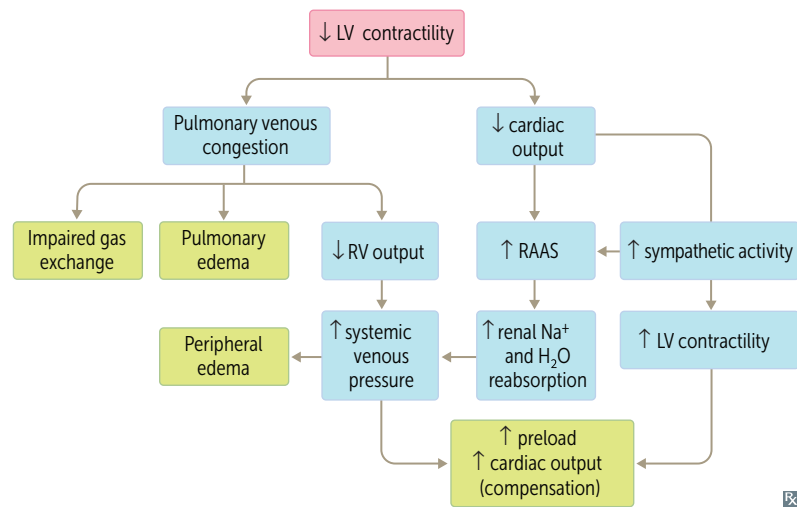 ↓ LV contractility
Pulmonary venous
congestion
↓ cardiac
output
Impaired gas
exchange
Pulmonary
edema
↓ RV output
↑ RAAS
↑ sympathetic activity
Peripheral
edema
↑ systemic
venous
pressure
↑ renal Na⁺
and H₂O
reabsorption
↑ LV contractility
↑ preload
↑ cardiac output
(compensation)
Rx